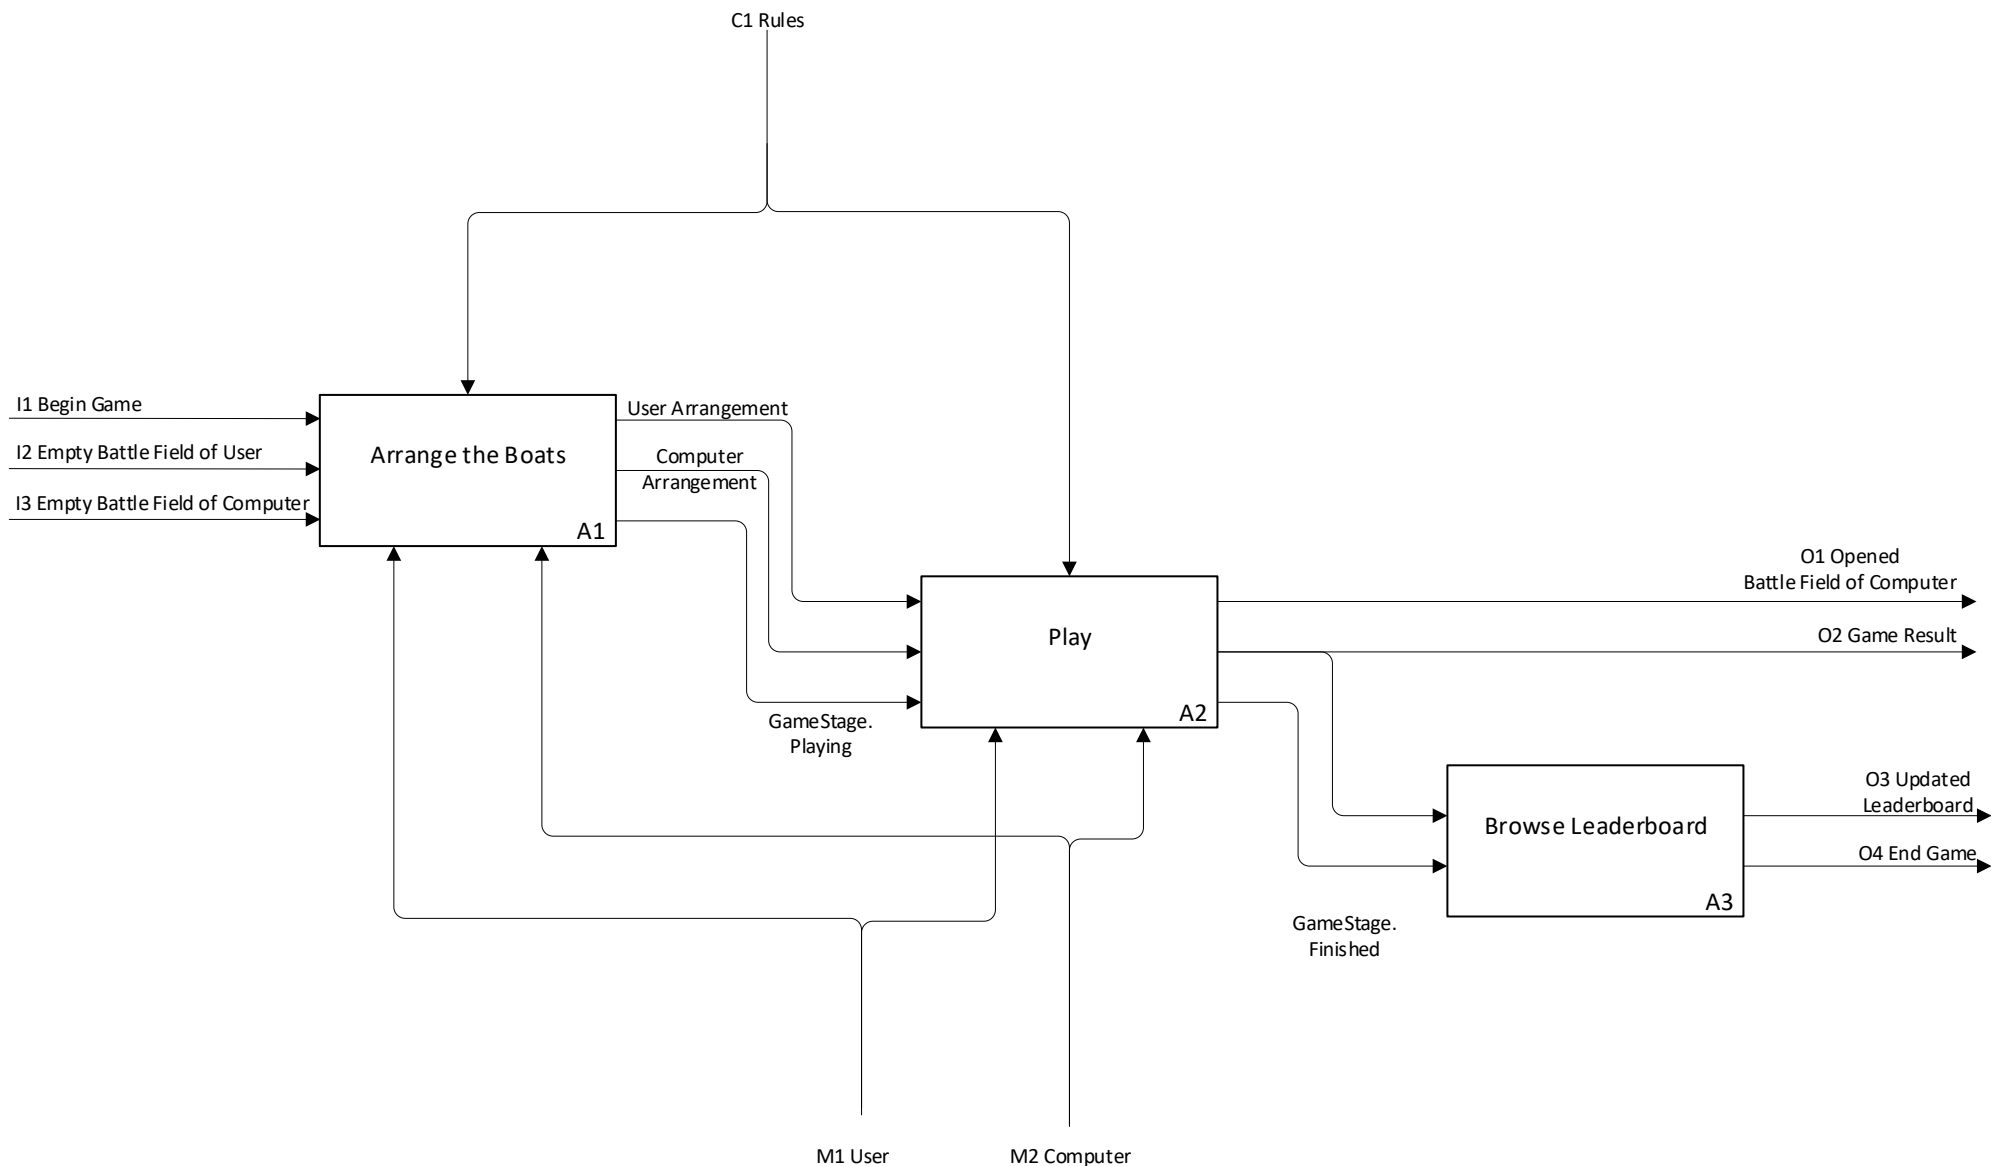 C1 Rules
I1 Begin Game
I2 Empty Battle Field of User
I3 Empty Battle Field of Computer
Arrange the Boats
A1
User Arrangement
Computer
Arrangement
GameStage.
Playing
Play
A2
O1 Opened
Battle Field of Computer
O2 Game Result
GameStage.
Finished
Browse Leaderboard
A3
O3 Updated
Leaderboard
O4 End Game
M1 User
M2 Computer